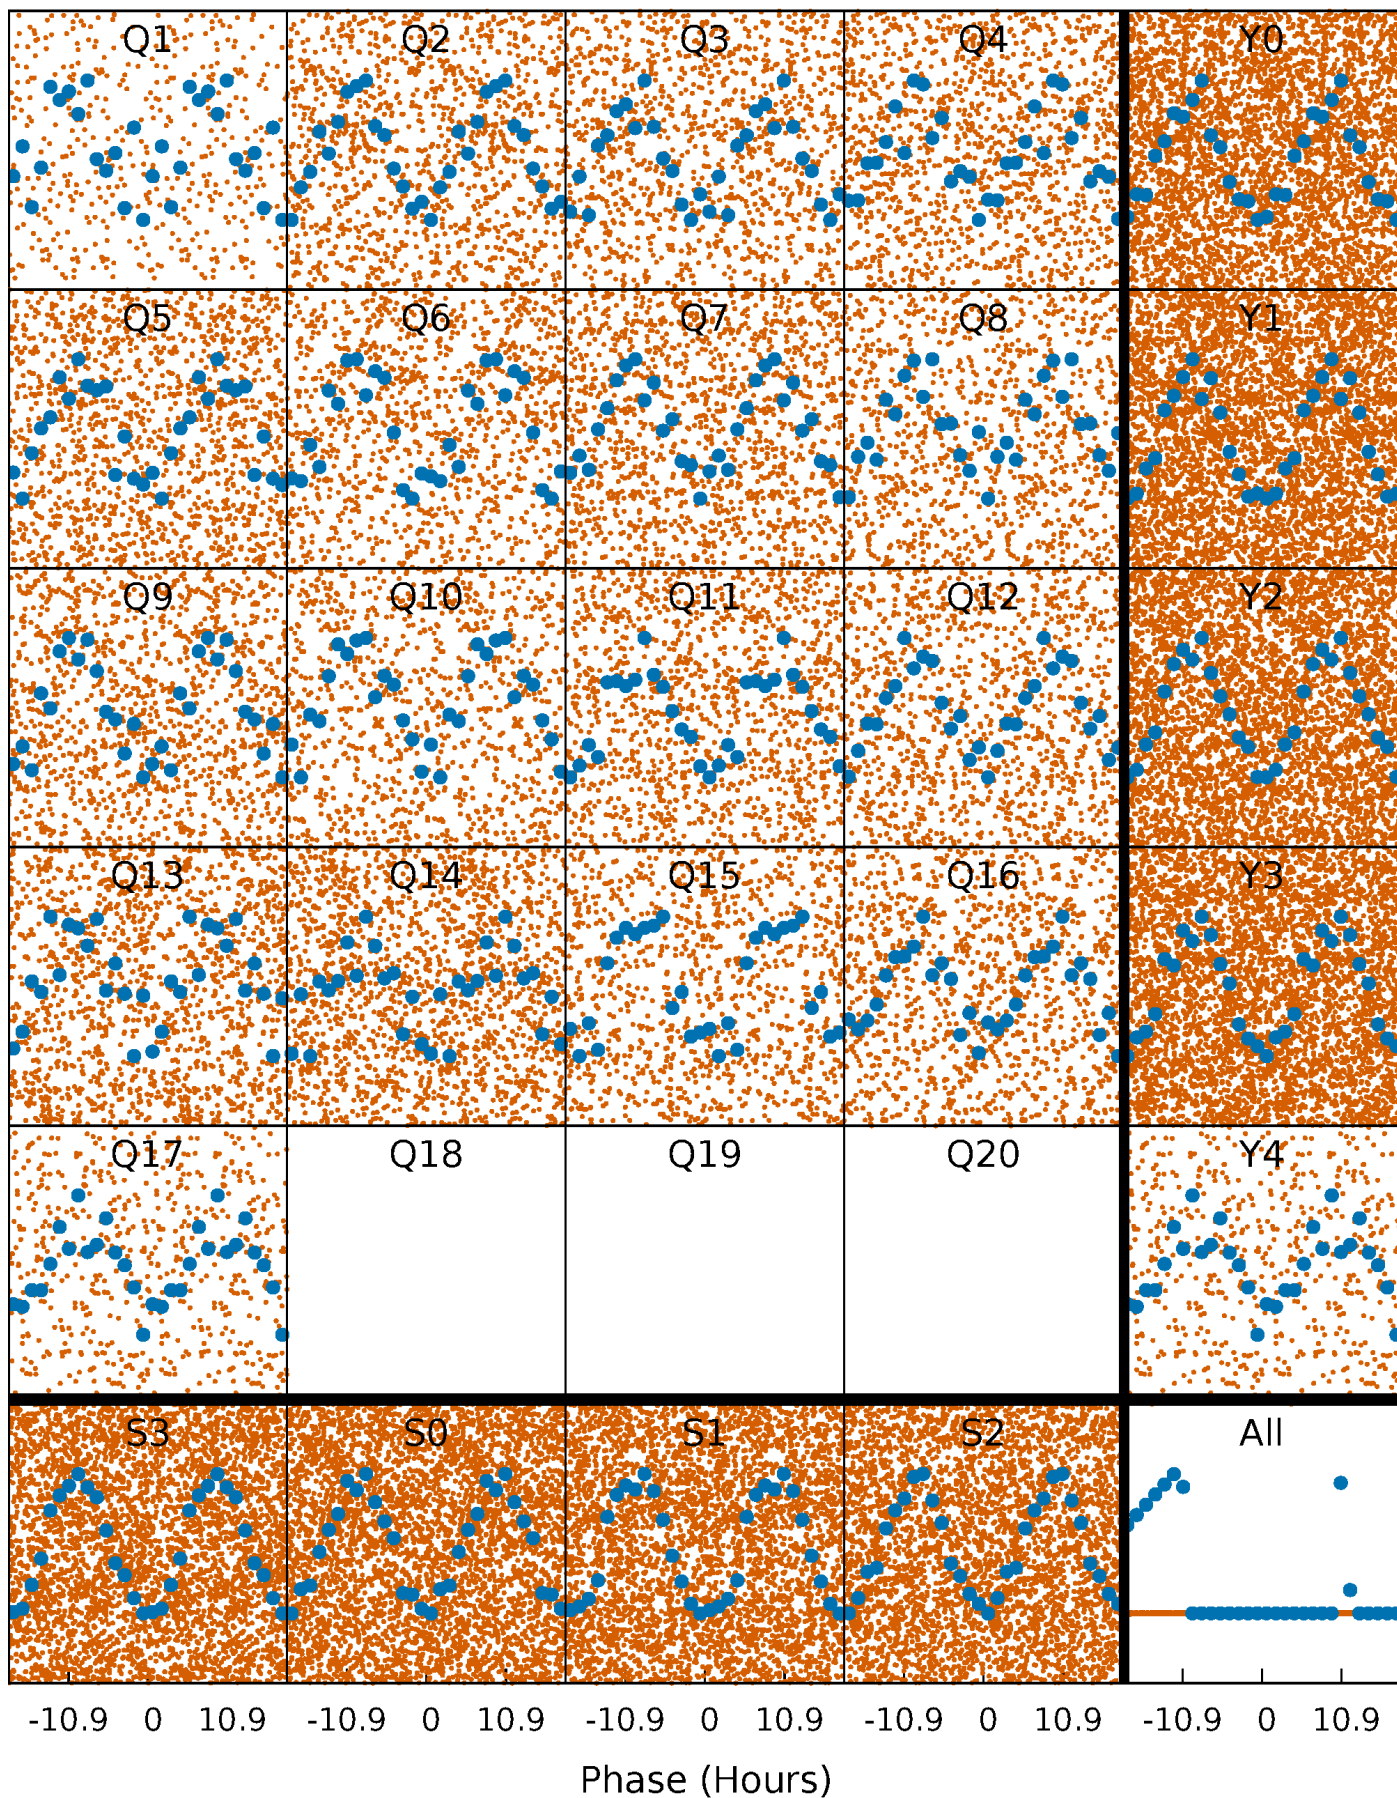 Q1 Q2 Q3 Q4 Y0
Q5 Q6 Q7 Q8 Y1
Q9 Q10 Q11 Q12 Y2
Q13 Q14 Q15 Q16 Y3
Q17 Q18 Q19 Q20 Y4
S3 S0 S1 S2 All
-10.9 0 10.9 -10.9 0 10.9 -10.9 0 10.9 -10.9 0 10.9 -10.9 0 10.9
Phase (Hours)